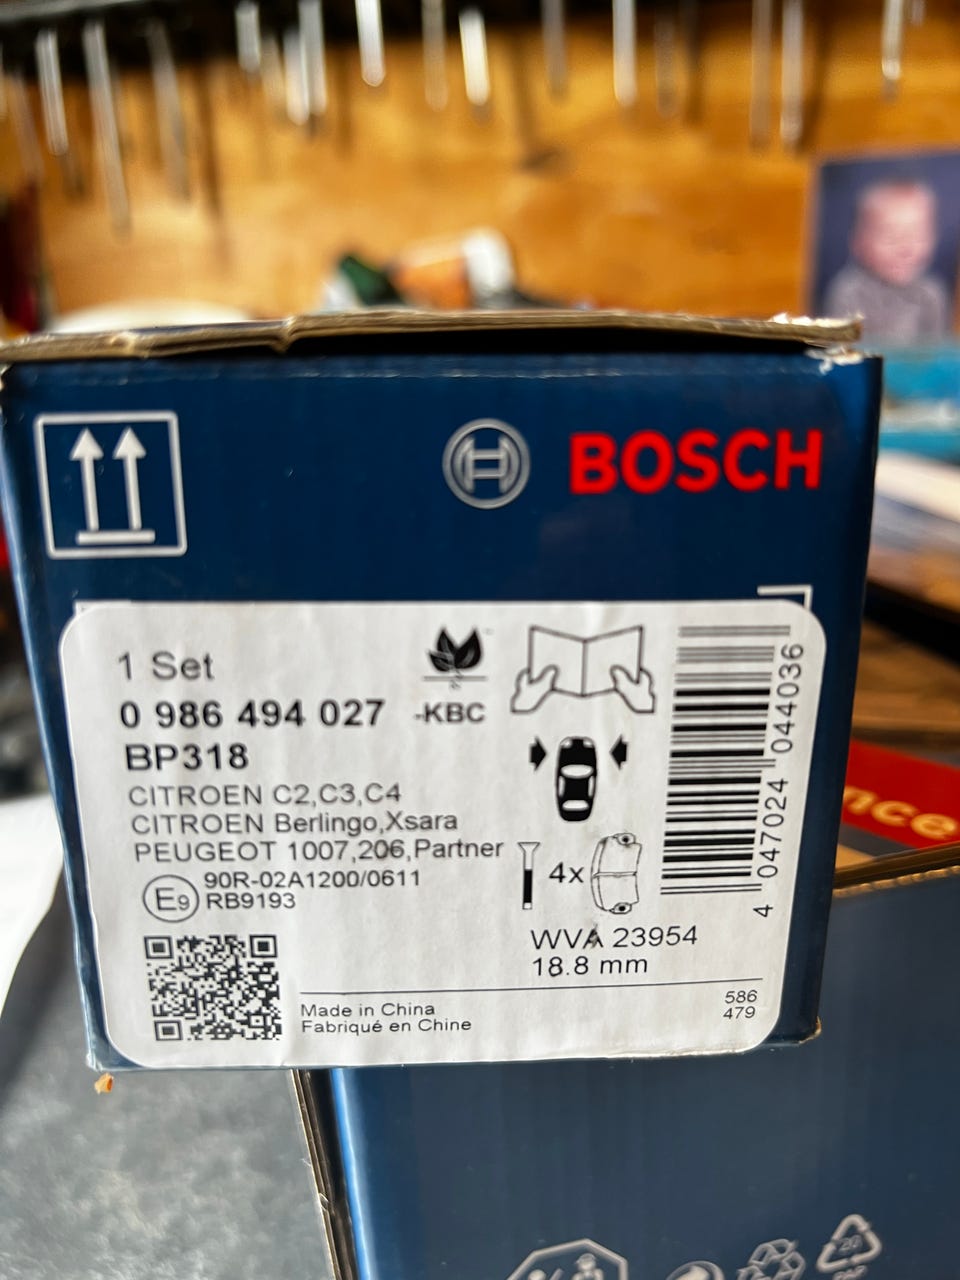 BOSCH
1 Set
0 986 494 027 -KBC
BP318
CITROEN C2,C3,C4
CITROEN Berlingo,Xsara
PEUGEOT 1007,206,Partner
E9 90R-02A1200/0611
RB9193
4x
WVA 23954
18.8 mm
Made in China
Fabriqué en Chine
586
479
4 047024 044036
nce
20